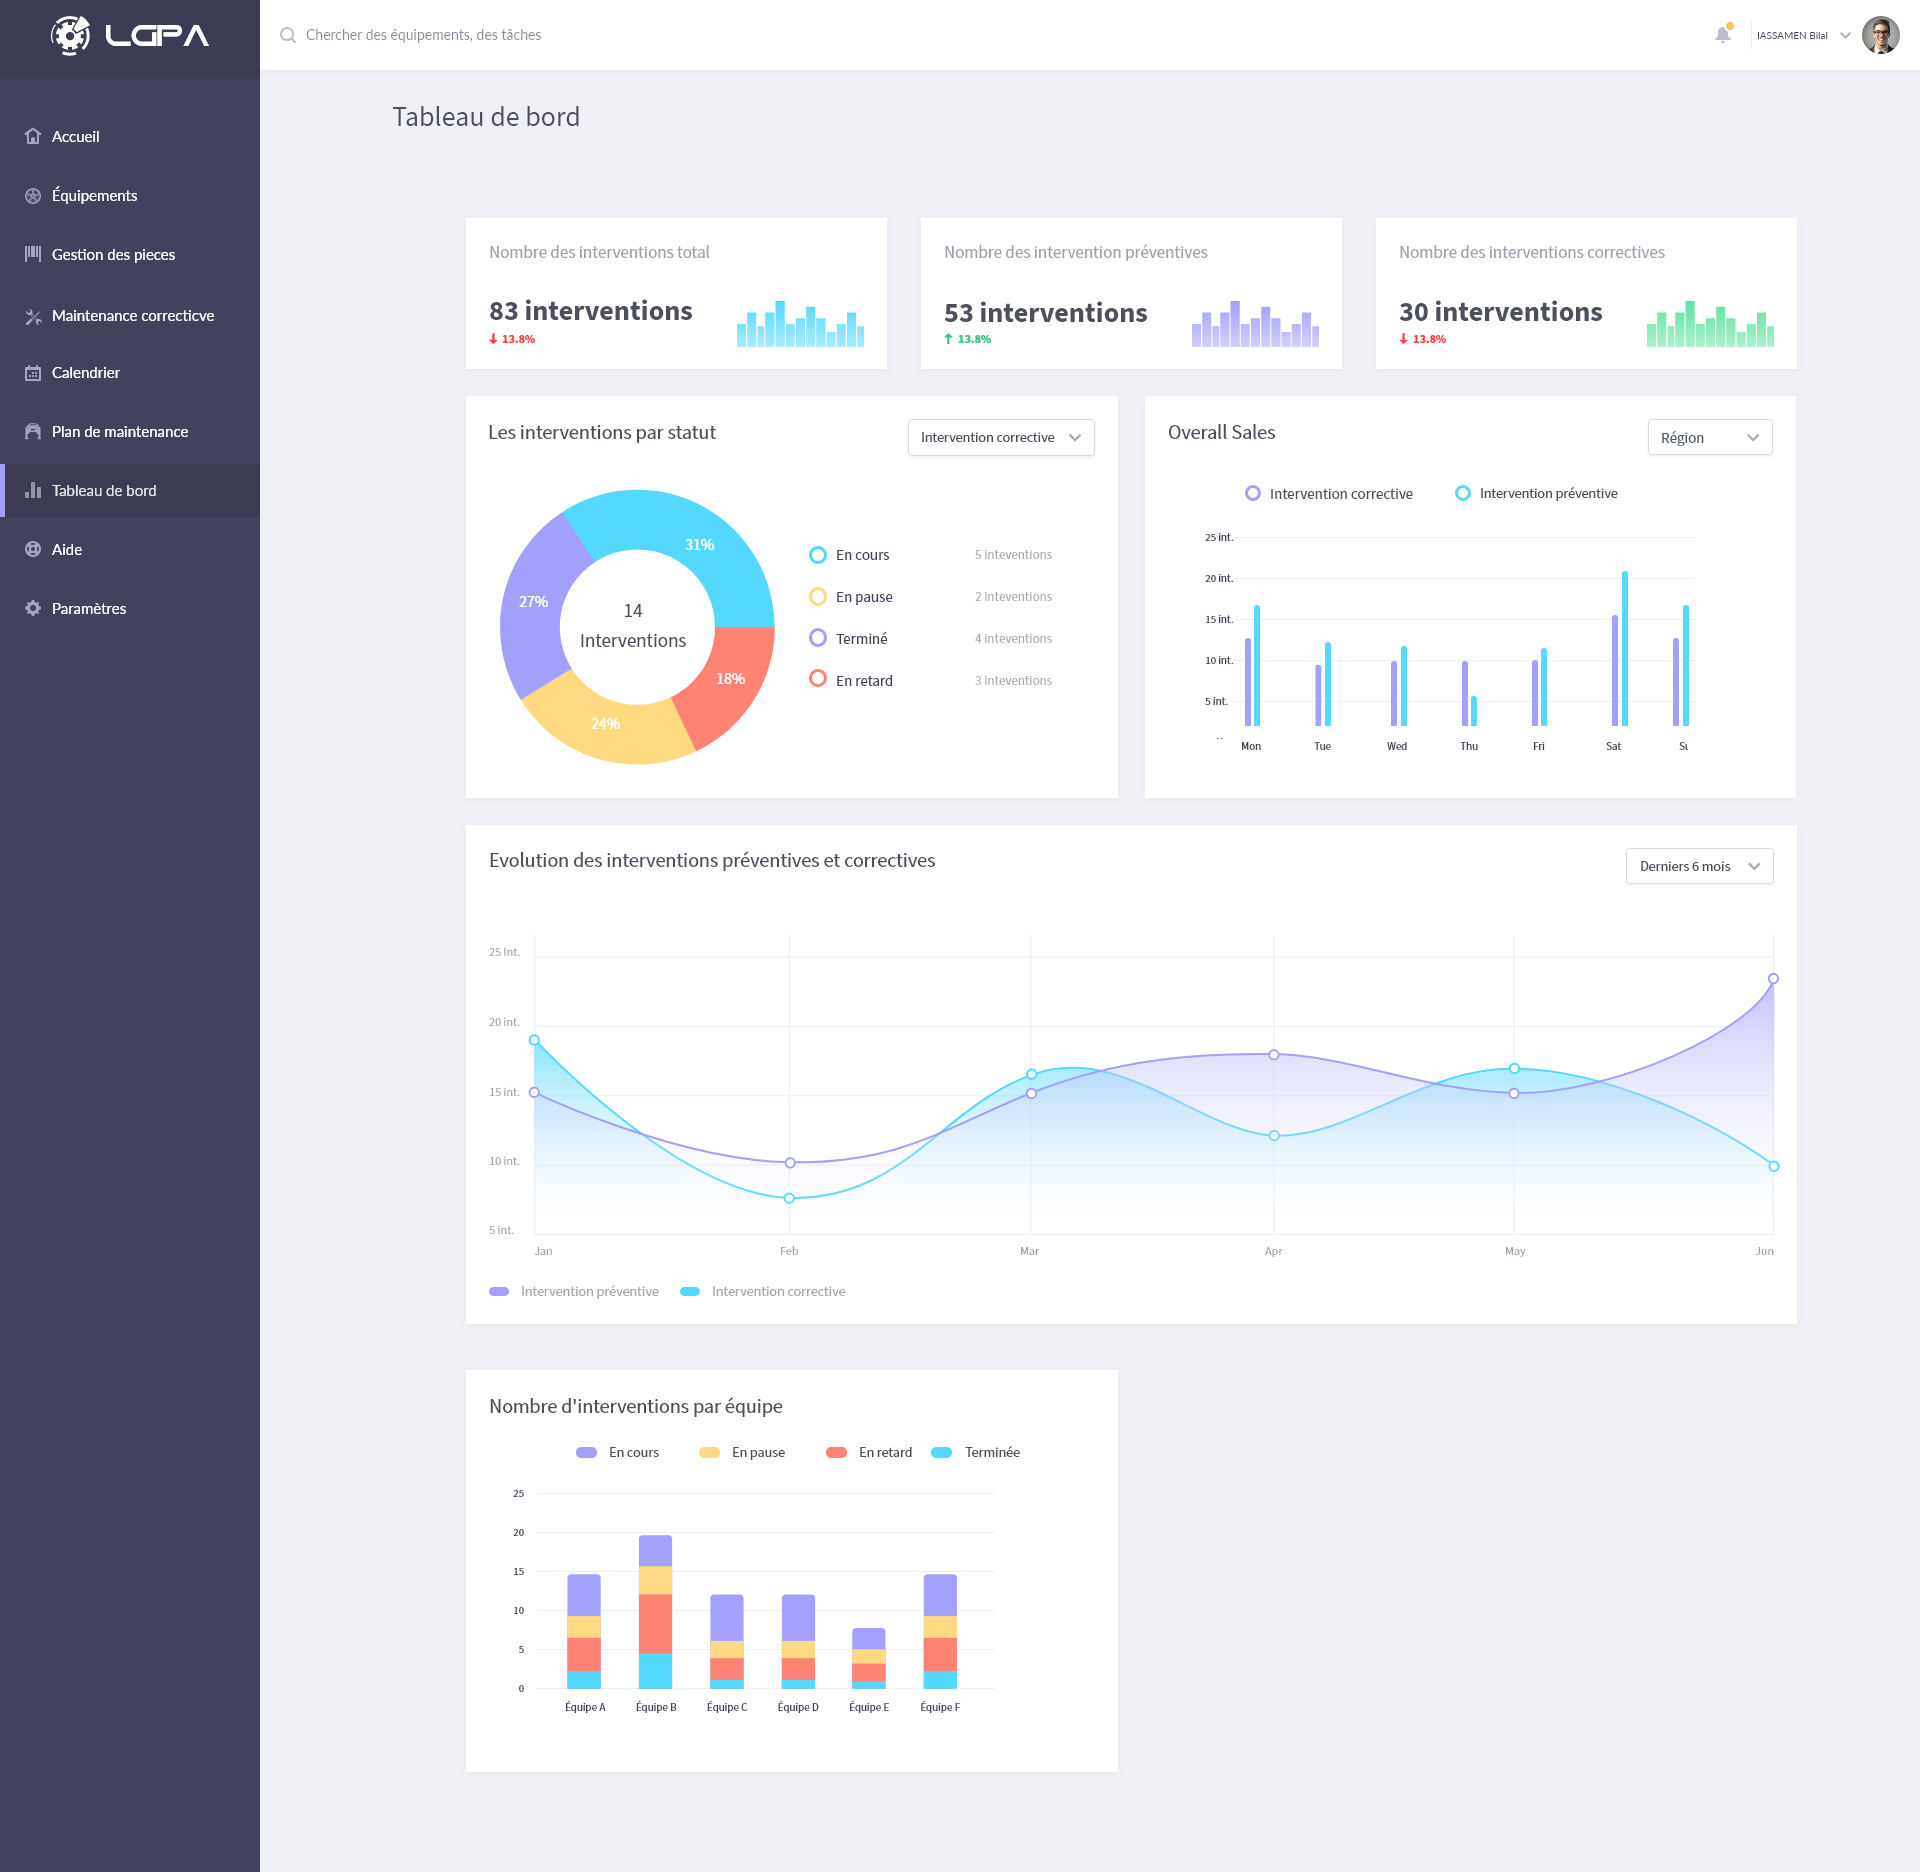 LGPA
Chercher des équipements, des tâches
IASSAMEN Bilal
Accueil
Équipements
Gestion des pieces
Maintenance correcticve
Calendrier
Plan de maintenance
Tableau de bord
Aide
Paramètres
Tableau de bord
Nombre des interventions total
83 interventions
13.8%
Nombre des intervention préventives
53 interventions
13.8%
Nombre des interventions correctives
30 interventions
13.8%
Les interventions par statut
Intervention corrective
31%
27%
18%
24%
14
Interventions
En cours 5 inteventions
En pause 2 inteventions
Terminé 4 inteventions
En retard 3 inteventions
Overall Sales
Région
Intervention corrective Intervention préventive
25 int.
20 int.
15 int.
10 int.
5 int.
Mon Tue Wed Thu Fri Sat
Evolution des interventions préventives et correctives
Derniers 6 mois
25 Int.
20 int.
15 int.
10 int.
5 int.
Jan Feb Mar Apr May Jun
Intervention préventive Intervention corrective
Nombre d'interventions par équipe
En cours En pause En retard Terminée
25
20
15
10
5
0
Équipe A Équipe B Équipe C Équipe D Équipe E Équipe F